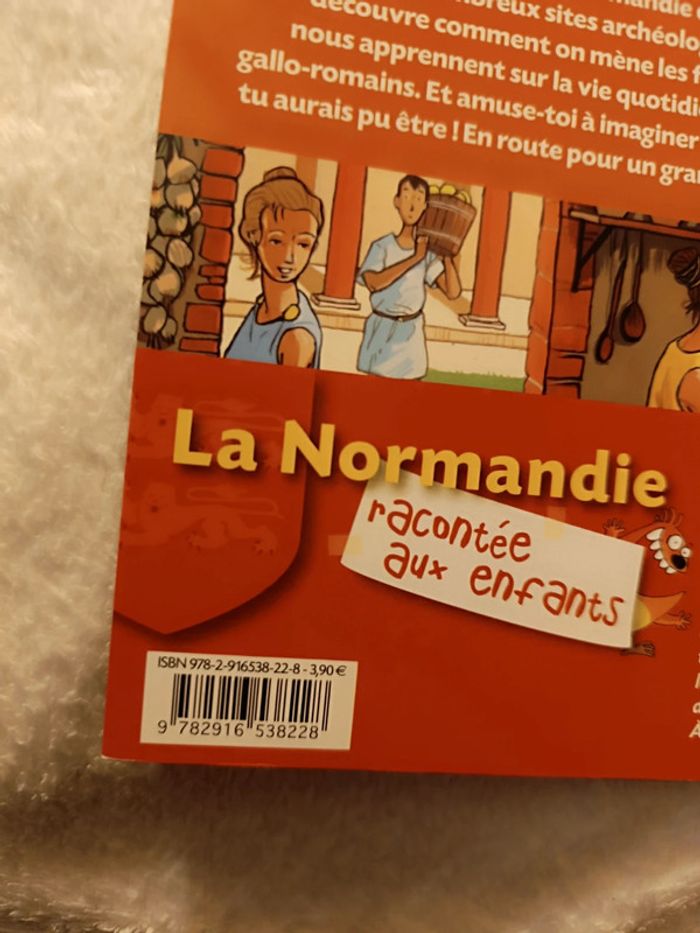 découvre comment on mène les
nous apprennent sur la vie
gallo-romains. Et amuse-toi à imaginer
tu aurais pu être ! En route pour un
La Normandie
racontée
aux enfants
ISBN 978-2-916538-22-8 - 3,90 €
9 782916 538228